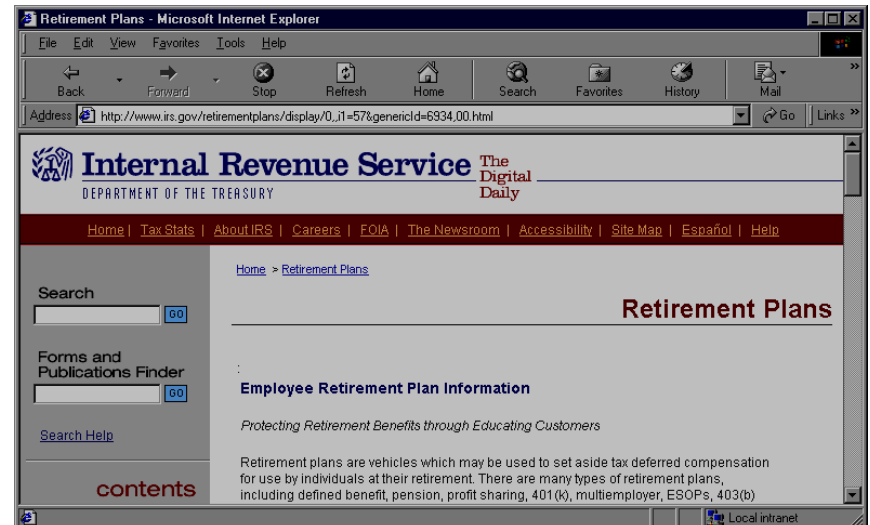 Retirement Plans - Microsoft Internet Explorer
File Edit View Favorites Tools Help
Back Forward Stop Refresh Home Search Favorites History Mail »
Address http://www.irs.gov/retirementplans/display/0,,i1=57&genericId=6934,00.html Go Links »
Internal Revenue Service
DEPARTMENT OF THE TREASURY
The
Digital
Daily
Home | Tax Stats | About IRS | Careers | FOIA | The Newsroom | Accessibility | Site Map | Español | Help
Search
GO
Forms and
Publications Finder
GO
Search Help
contents
Home > Retirement Plans
Retirement Plans
:
Employee Retirement Plan Information
Protecting Retirement Benefits through Educating Customers
Retirement plans are vehicles which may be used to set aside tax deferred compensation
for use by individuals at their retirement. There are many types of retirement plans,
including defined benefit, pension, profit sharing, 401(k), multiemployer, ESOPs, 403(b)
Local intranet